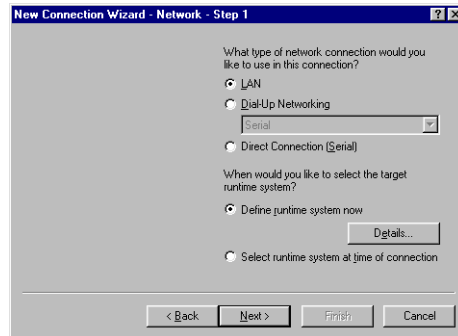 New Connection Wizard - Network - Step 1
What type of network connection would you
like to use in this connection?
LAN
Dial-Up Networking
Serial
Direct Connection (Serial)
When would you like to select the target
runtime system?
Define runtime system now
Details...
Select runtime system at time of connection
< Back
Next >
Finish
Cancel